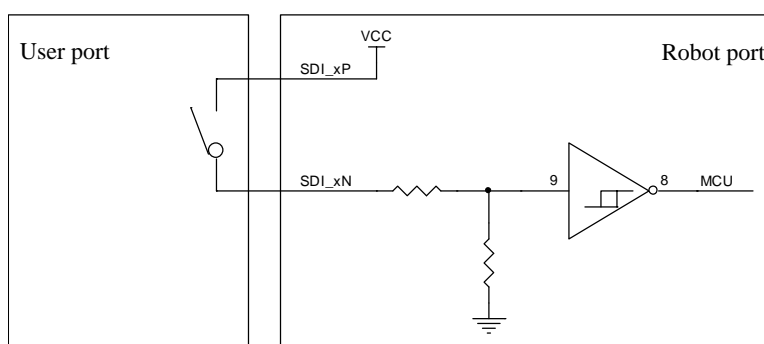 User port
VCC
Robot port
SDI_xP
SDI_xN
9
8
MCU